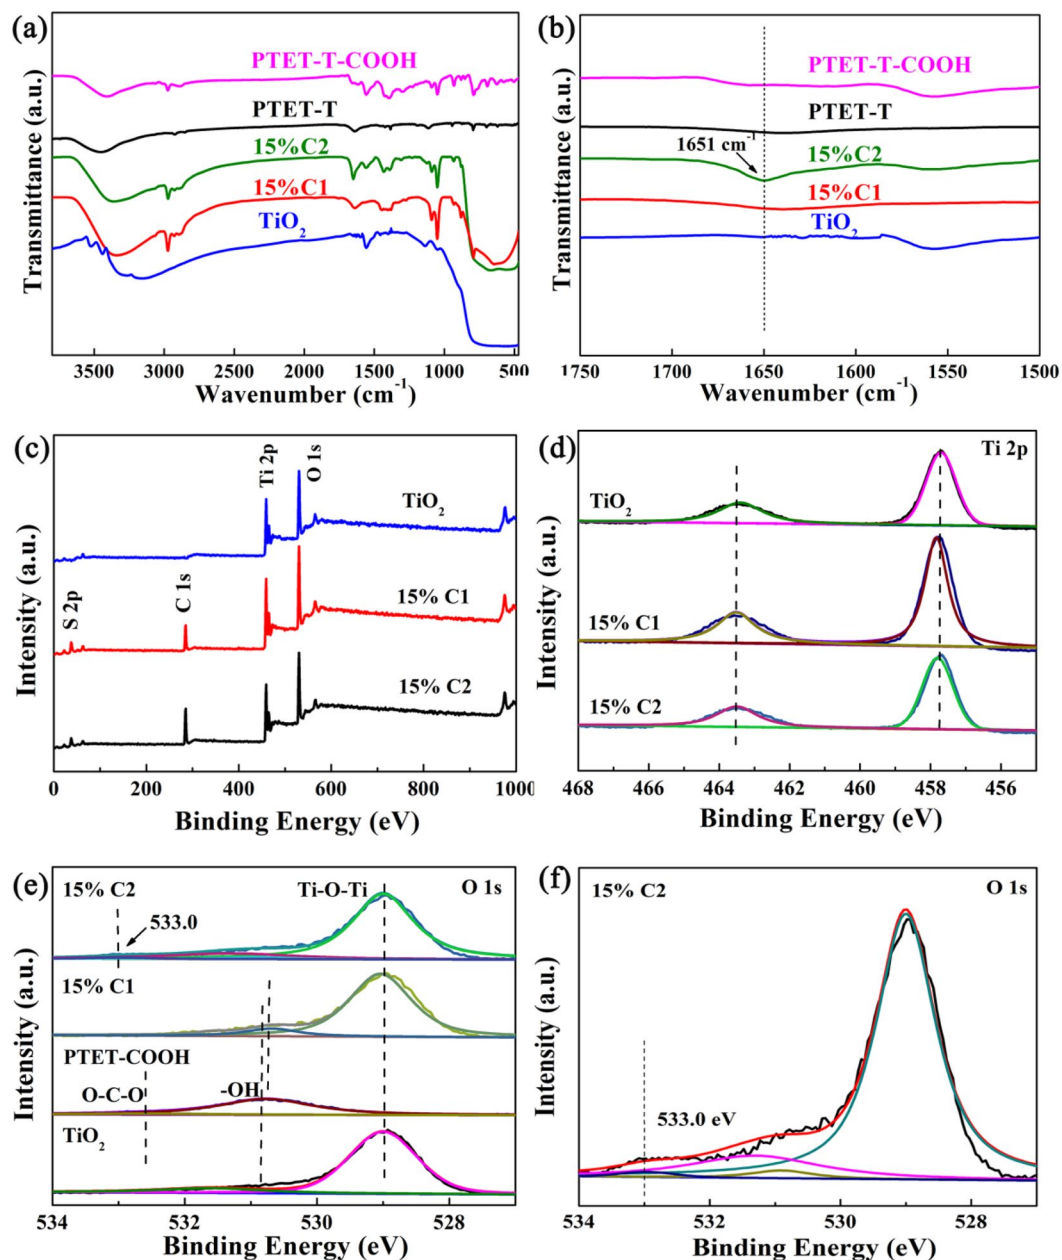 (a)
PTET-T-COOH
PTET-T
15%C2
15%C1
TiO2
Transmittance (a.u.)
3500 3000 2500 2000 1500 1000 500
Wavenumber (cm-1)
(b)
PTET-T-COOH
PTET-T
1651 cm-1
15%C2
15%C1
TiO2
Transmittance (a.u.)
1750 1700 1650 1600 1550 1500
Wavenumber (cm-1)
(c)
S 2p
C 1s
Ti 2p
O 1s
TiO2
15% C1
15% C2
Intensity (a.u.)
0 200 400 600 800 1000
Binding Energy (eV)
(d)
Ti 2p
TiO2
15% C1
15% C2
Intensity (a.u.)
468 466 464 462 460 458 456
Binding Energy (eV)
(e)
15% C2
Ti-O-Ti
O 1s
533.0
15% C1
PTET-COOH
O-C-O
-OH
TiO2
Intensity (a.u.)
534 532 530 528
Binding Energy (eV)
(f)
15% C2
O 1s
533.0 eV
Intensity (a.u.)
534 532 530 528
Binding Energy (eV)